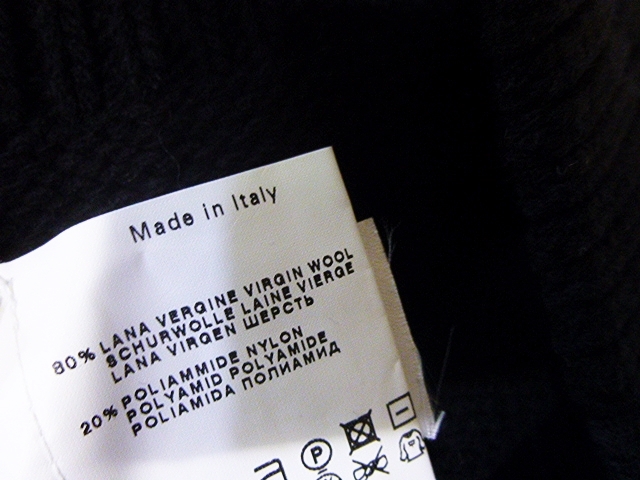 Made in Italy
80% LANA VERGINE VIRGIN WOOL
SCHURWOLLE LAINE VIERGE
LANA VIRGEN ШЕРСТЬ
20% POLIAMMIDE NYLON
POLYAMID POLYAMIDE
POLIAMIDA ПОЛИАМИД
P